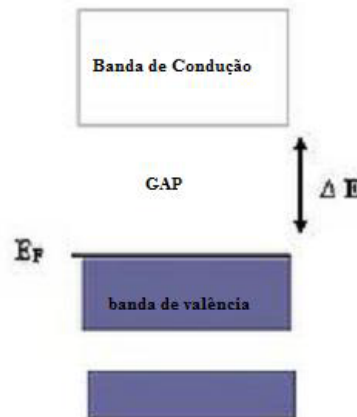 Banda de Condução
GAP
Δ E
EF
banda de valência